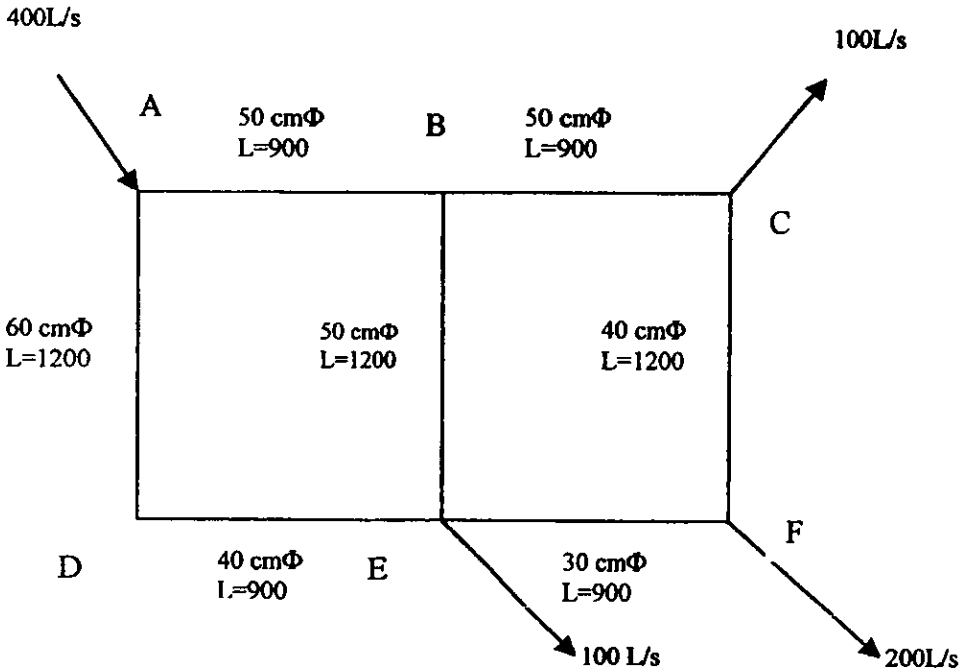 400L/s
100L/s
A
50 cmΦ
L=900
B
50 cmΦ
L=900
C
60 cmΦ
L=1200
50 cmΦ
L=1200
40 cmΦ
L=1200
D
40 cmΦ
L=900
E
30 cmΦ
L=900
F
100 L/s
200L/s